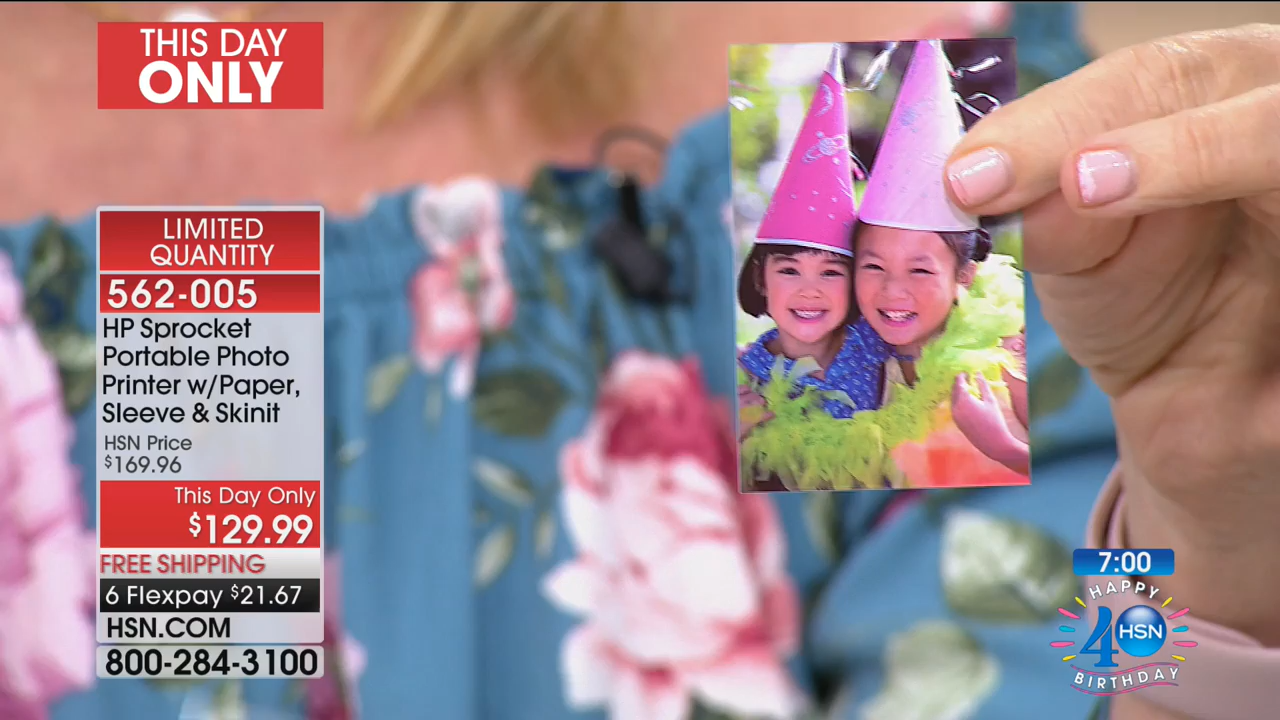 THIS DAY
ONLY
LIMITED
QUANTITY
562-005
HP Sprocket
Portable Photo
Printer w/Paper,
Sleeve & Skinit
HSN Price
$169.96
This Day Only
$129.99
FREE SHIPPING
6 Flexpay $21.67
HSN.COM
800-284-3100
7:00
HAPPY
40 HSN
BIRTHDAY